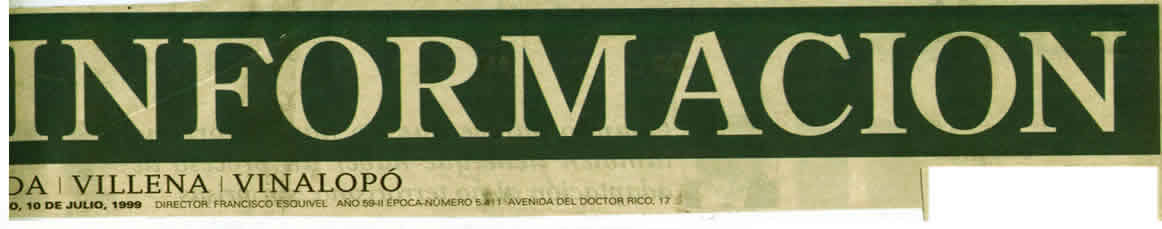 INFORMACION
DA | VILLENA | VINALOPÓ
O, 10 DE JULIO, 1999 DIRECTOR: FRANCISCO ESQUIVEL AÑO 59-II ÉPOCA-NÚMERO 5.411 AVENIDA DEL DOCTOR RICO, 17